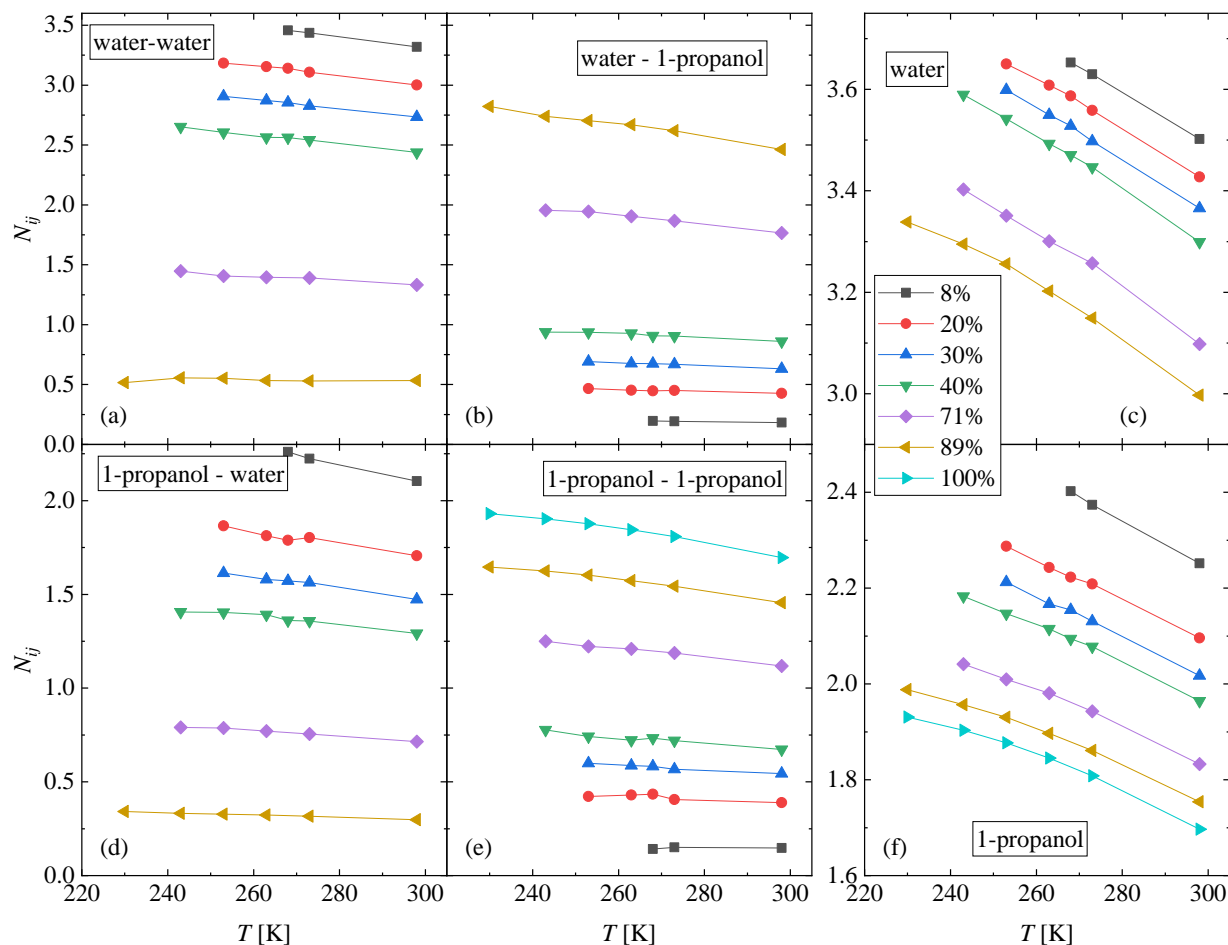 3.5
3.0
2.5
2.0
1.5
1.0
0.5
0.0
N_ij
water-water
(a)
water - 1-propanol
(b)
3.6
3.4
3.2
3.0
water
(c)
8%
20%
30%
40%
71%
89%
100%
2.0
1.5
1.0
0.5
0.0
N_ij
1-propanol - water
(d)
1-propanol - 1-propanol
(e)
2.4
2.2
2.0
1.8
1.6
1-propanol
(f)
220 240 260 280 300
240 260 280 300
220 240 260 280 300
T [K]
T [K]
T [K]